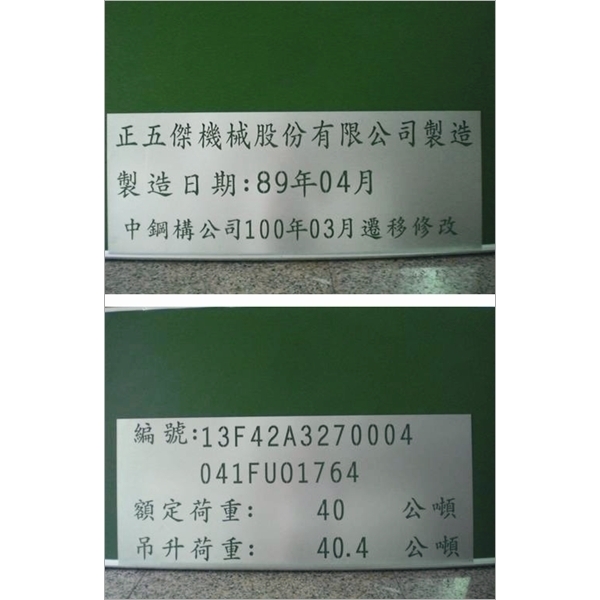 正五傑機械股份有限公司製造
製造日期:89年04月
中鋼構公司100年03月遷移修改
編號:13F42A3270004
041FU01764
額定荷重: 40 公噸
吊升荷重: 40.4 公噸